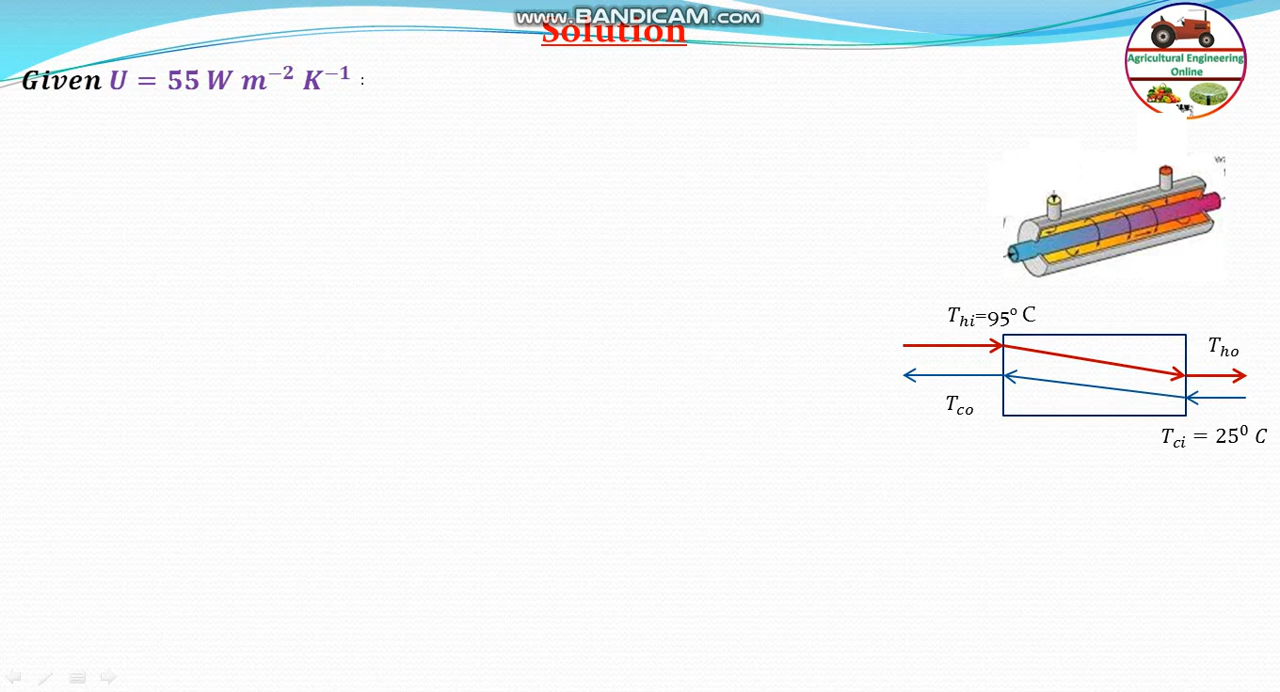 www.BANDICAM.com
Solution
Agricultural Engineering
Online
Given U = 55 W m⁻² K⁻¹ :
T_hi=95° C
T_ho
T_co
T_ci = 25⁰ C